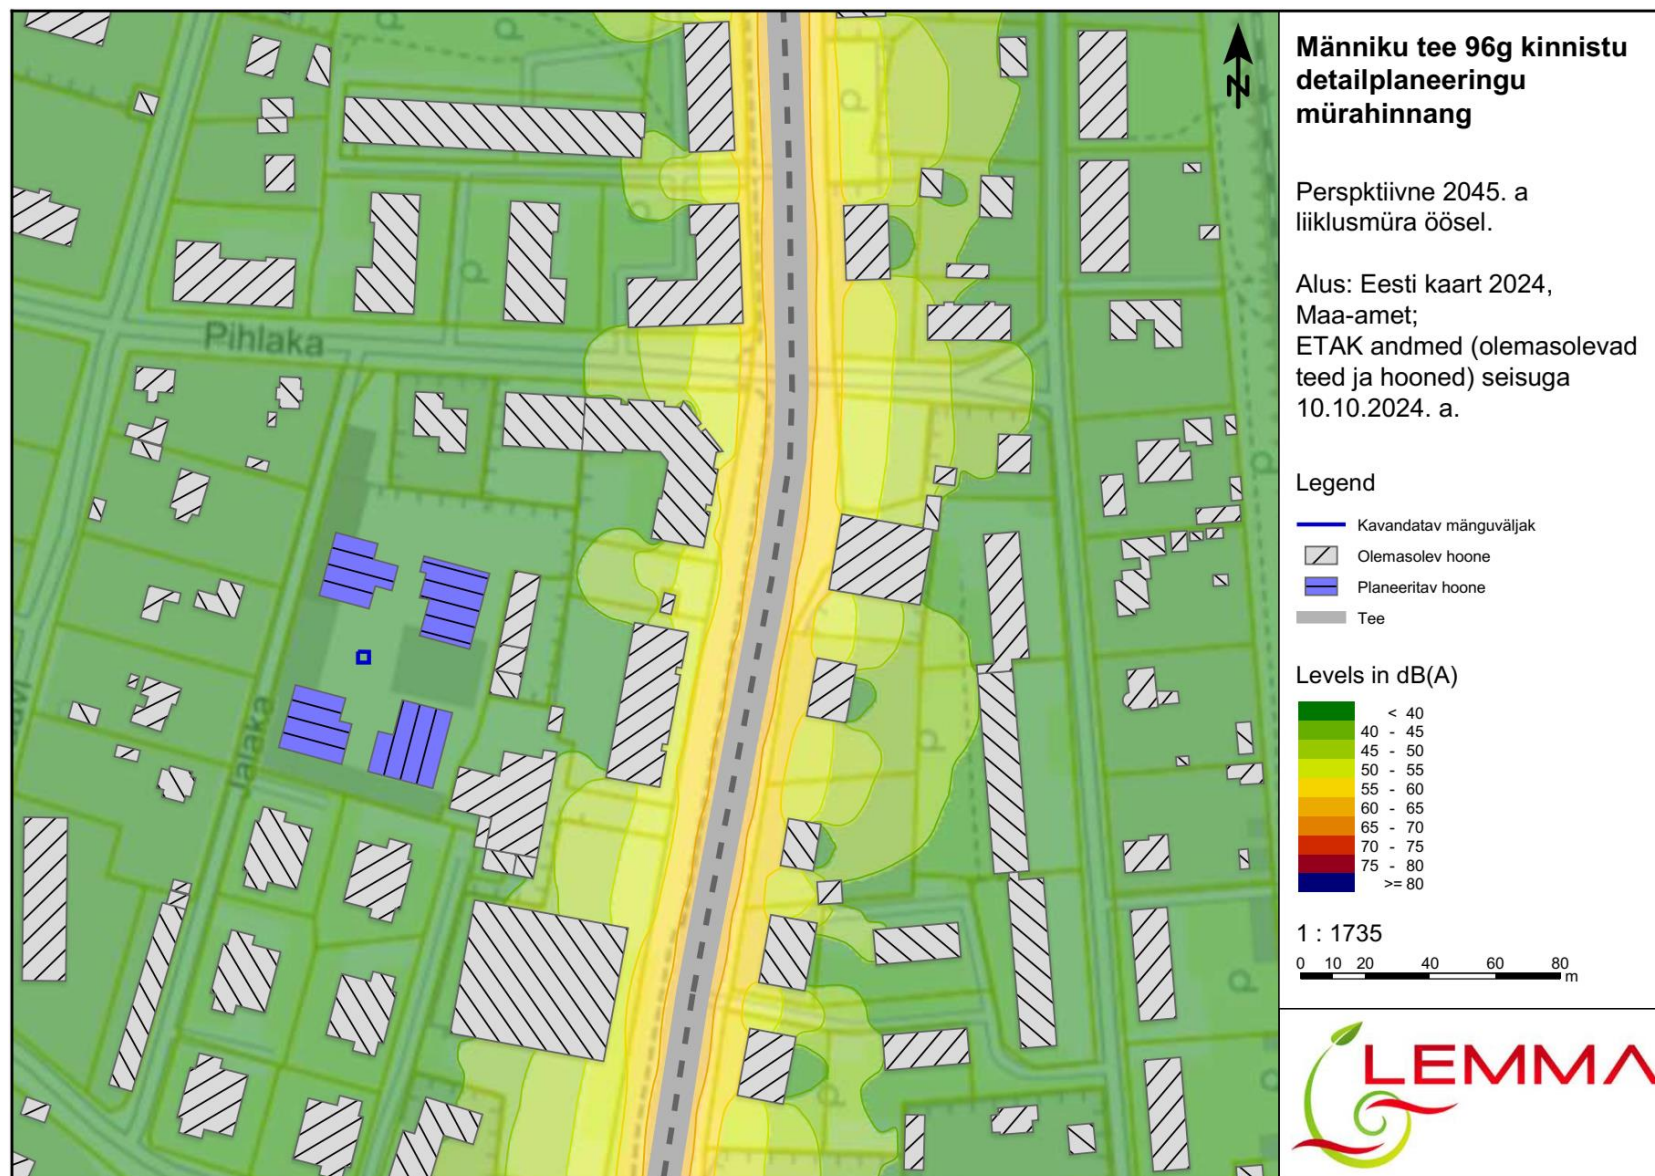 Männiku tee 96g kinnistu
detailplaneeringu
mürahinnang
Perspktiivne 2045. a
liiklusmüra öösel.
Alus: Eesti kaart 2024,
Maa-amet;
ETAK andmed (olemasolevad
teed ja hooned) seisuga
10.10.2024. a.
Legend
Kavandatav mänguväljak
Olemasolev hoone
Planeeritav hoone
Tee
Levels in dB(A)
< 40
40 - 45
45 - 50
50 - 55
55 - 60
60 - 65
65 - 70
70 - 75
75 - 80
>= 80
1 : 1735
0 10 20 40 60 80
m
LEMMA
N
Pihlaka
Jalaka
P
P
P
P
P
P
P
P
P
P